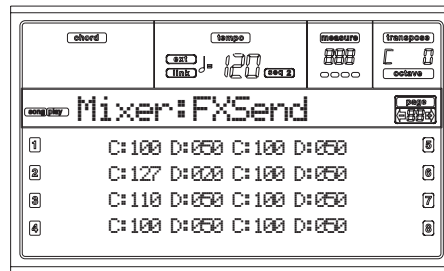 chord tempo measure transpose
ext ♩= 120 seq 2 888 C 0
link octave
song play Mixer:FXSend page
1 C:100 D:050 C:100 D:050 5
2 C:127 D:020 C:100 D:050 6
3 C:110 D:050 C:100 D:050 7
4 C:100 D:050 C:100 D:050 8